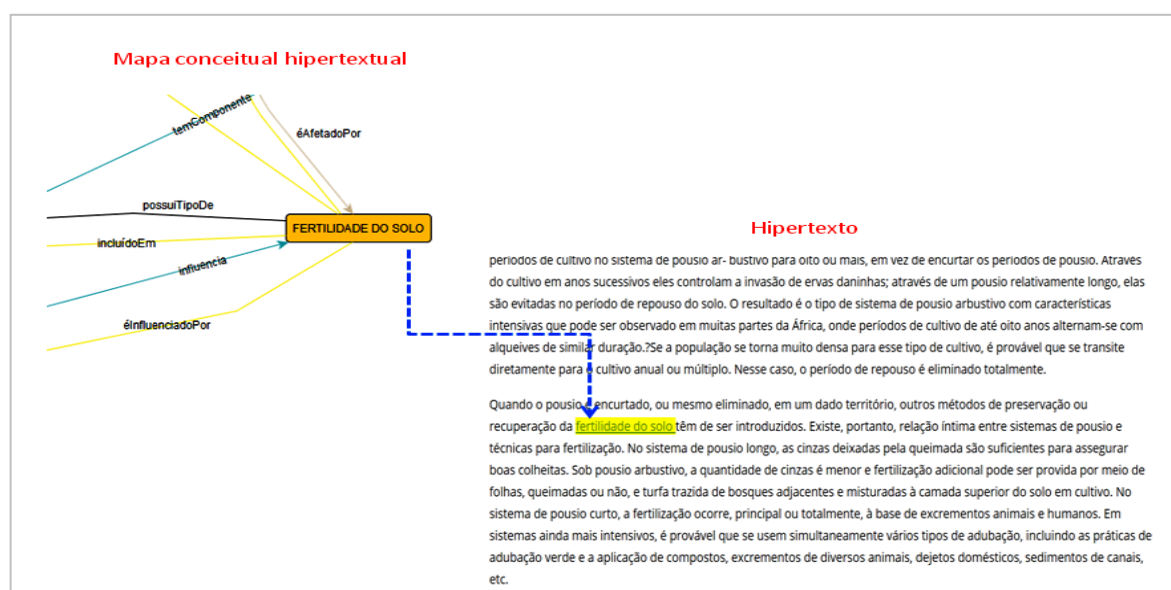 Mapa conceitual hipertextual
temComponente
éAfetadoPor
possuiTipoDe
FERTILIDADE DO SOLO
incluídoEm
influencia
éInfluenciadoPor
Hipertexto
períodos de cultivo no sistema de pousio ar- bustivo para oito ou mais, em vez de encurtar os períodos de pousio. Através
do cultivo em anos sucessivos eles controlam a invasão de ervas daninhas; através de um pousio relativamente longo, elas
são evitadas no período de repouso do solo. O resultado é o tipo de sistema de pousio arbustivo com características
intensivas que pode ser observado em muitas partes da África, onde períodos de cultivo de até oito anos alternam-se com
alqueives de similar duração.?Se a população se torna muito densa para esse tipo de cultivo, é provável que se transite
diretamente para o cultivo anual ou múltiplo. Nesse caso, o período de repouso é eliminado totalmente.
Quando o pousio é encurtado, ou mesmo eliminado, em um dado território, outros métodos de preservação ou
recuperação da fertilidade do solo têm de ser introduzidos. Existe, portanto, relação íntima entre sistemas de pousio e
técnicas para fertilização. No sistema de pousio longo, as cinzas deixadas pela queimada são suficientes para assegurar
boas colheitas. Sob pousio arbustivo, a quantidade de cinzas é menor e fertilização adicional pode ser provida por meio de
folhas, queimadas ou não, e turfa trazida de bosques adjacentes e misturadas à camada superior do solo em cultivo. No
sistema de pousio curto, a fertilização ocorre, principal ou totalmente, à base de excrementos animais e humanos. Em
sistemas ainda mais intensivos, é provável que se usem simultaneamente vários tipos de adubação, incluindo as práticas de
adubação verde e a aplicação de compostos, excrementos de diversos animais, dejetos domésticos, sedimentos de canais,
etc.